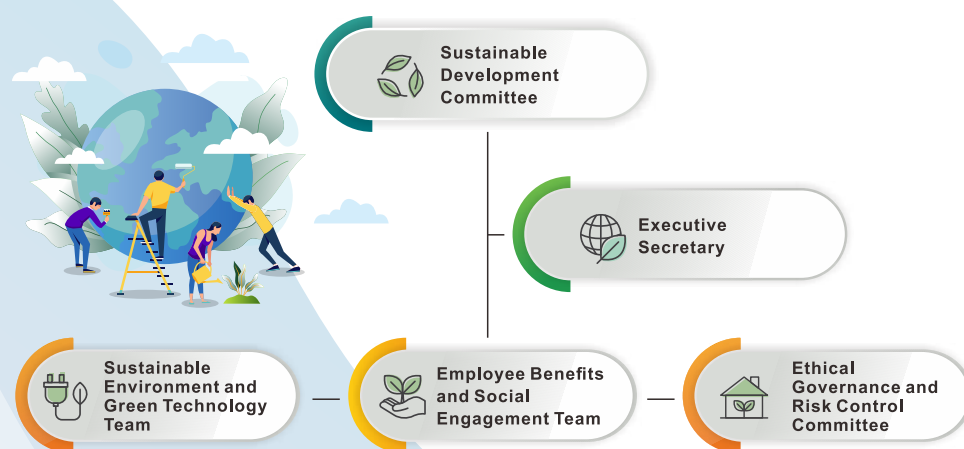 Sustainable
Development
Committee
Executive
Secretary
Sustainable
Environment and
Green Technology
Team
Employee Benefits
and Social
Engagement Team
Ethical
Governance and
Risk Control
Committee